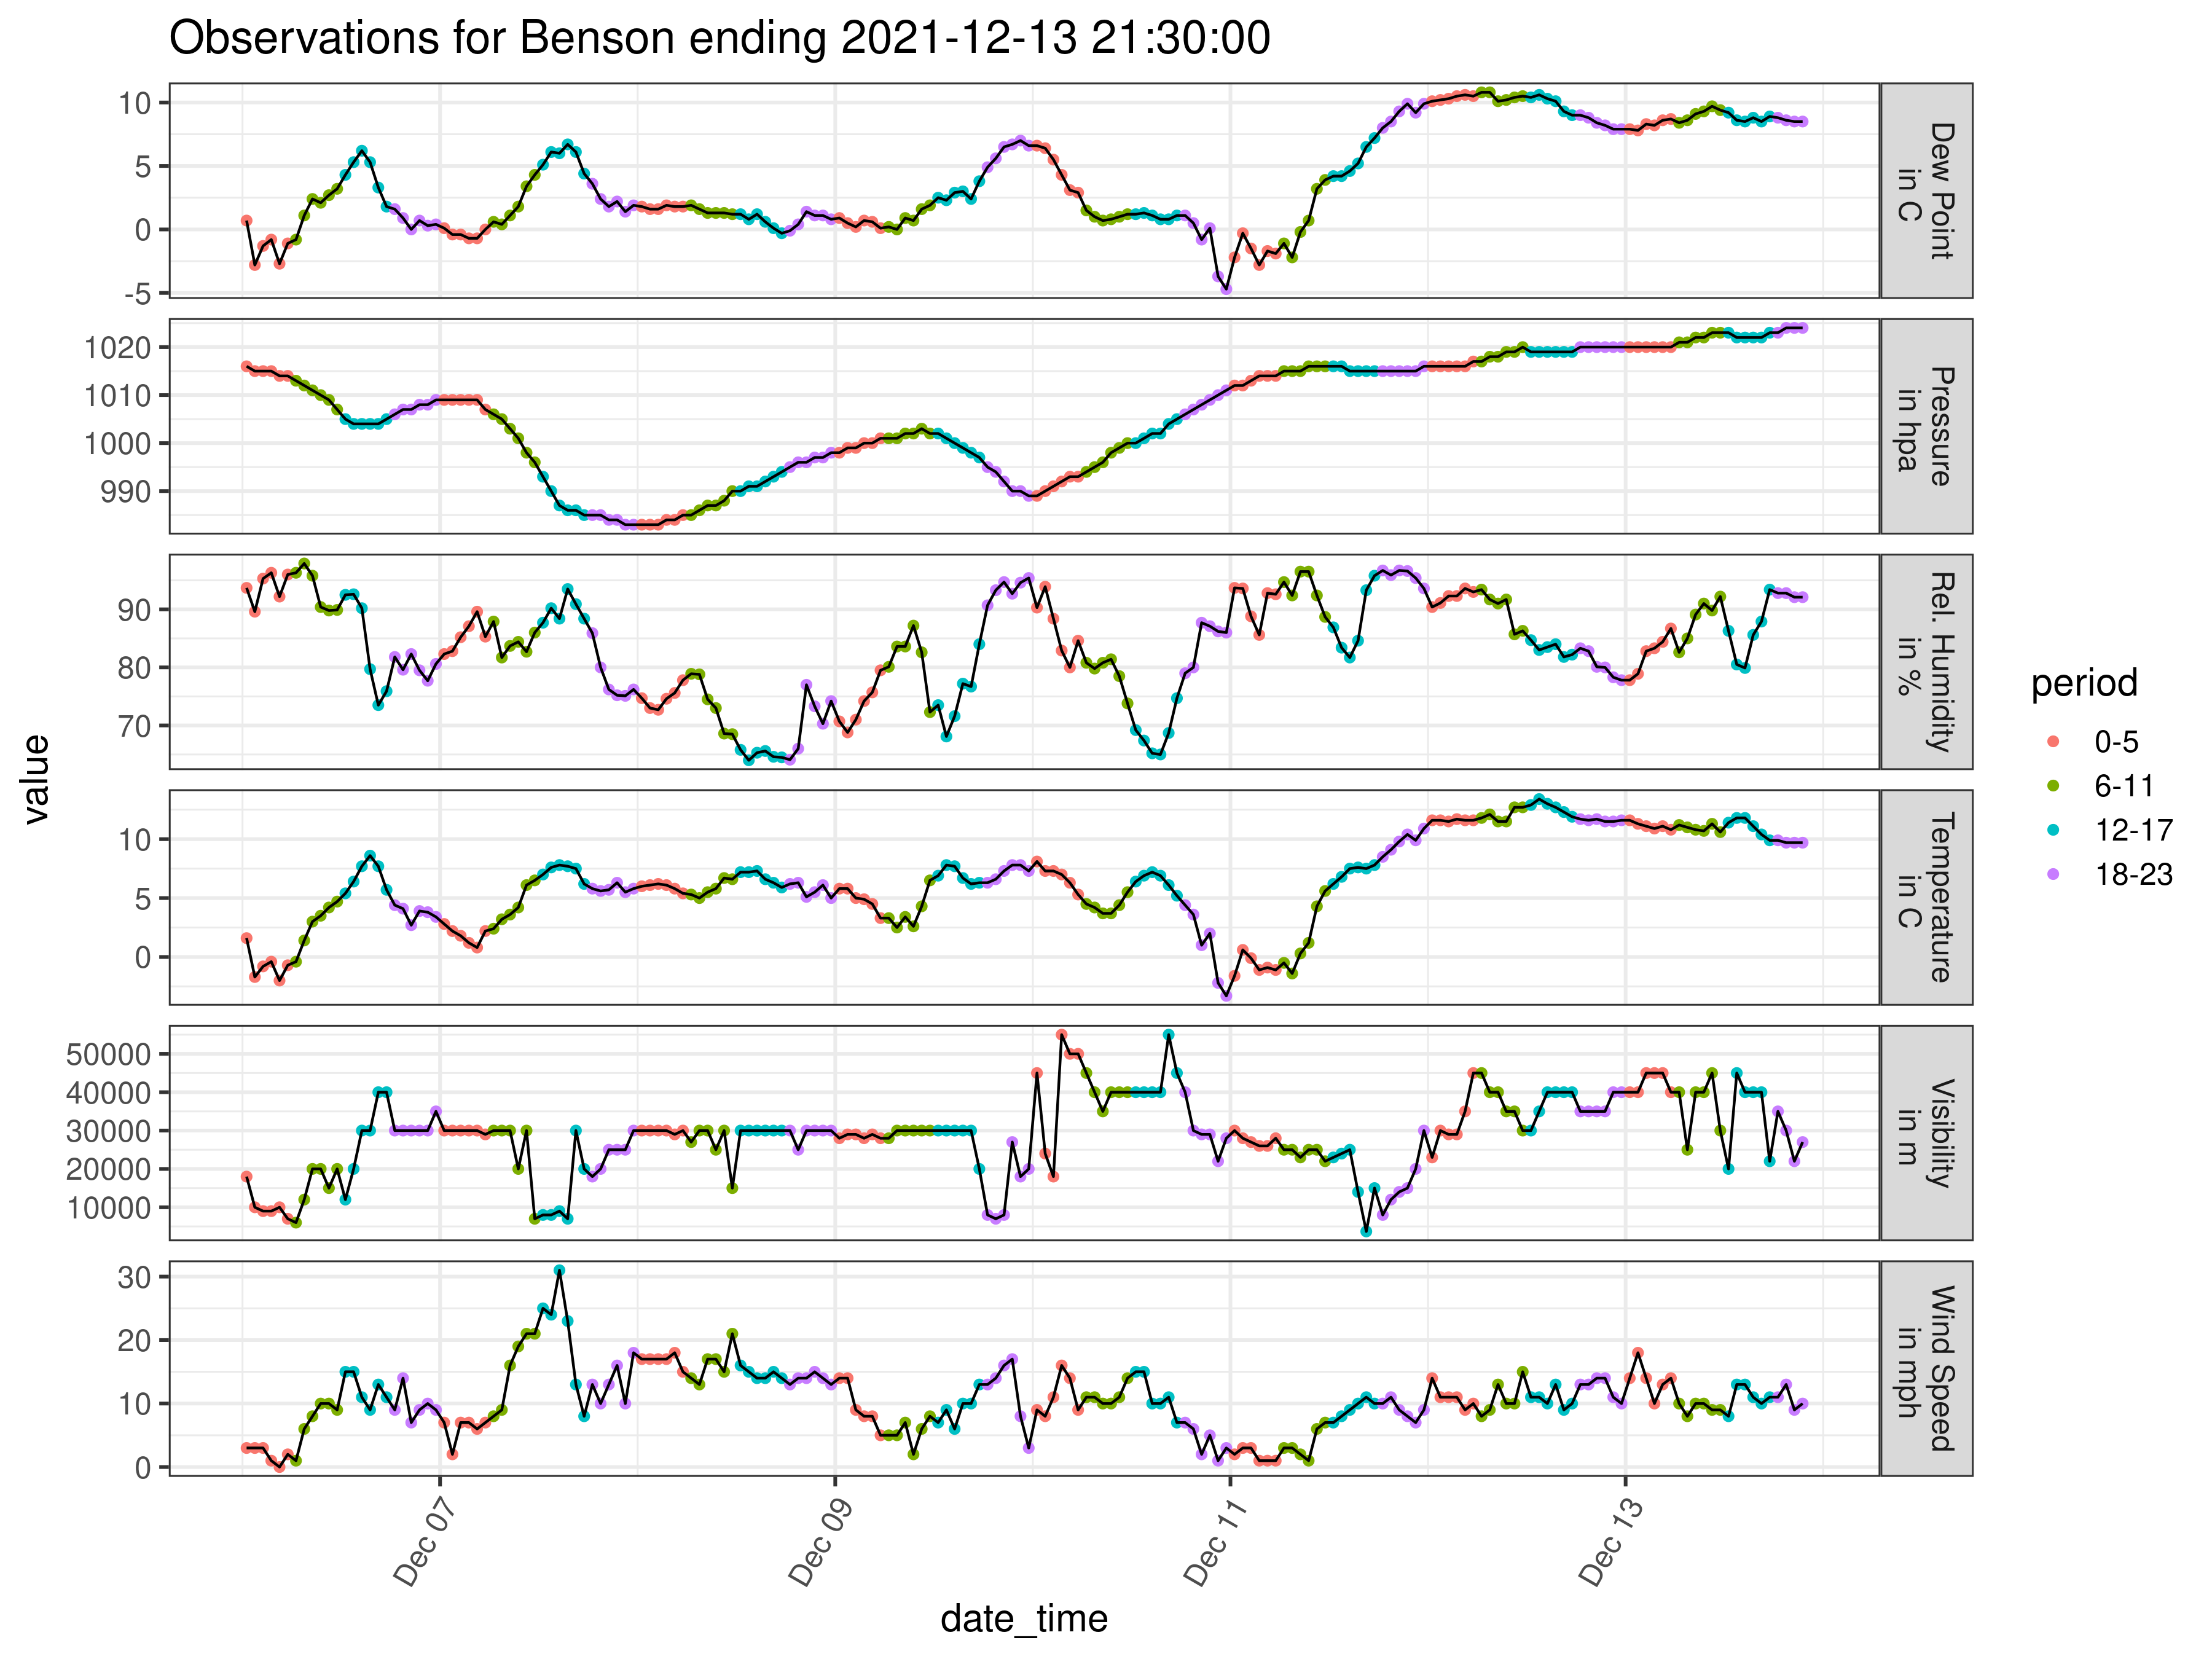 Observations for Benson ending 2021-12-13 21:30:00
value
10
5
0
-5
Dew Point
in C
1020
1010
1000
990
Pressure
in hpa
90
80
70
Rel. Humidity
in %
10
5
0
Temperature
in C
50000
40000
30000
20000
10000
Visibility
in m
30
20
10
0
Wind Speed
in mph
Dec 07
Dec 09
Dec 11
Dec 13
date_time
period
0-5
6-11
12-17
18-23